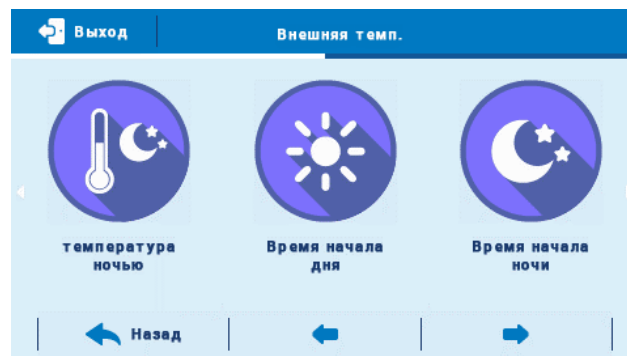 Выход
Внешняя темп.
температура
ночью
Время начала
дня
Время начала
ночи
Назад